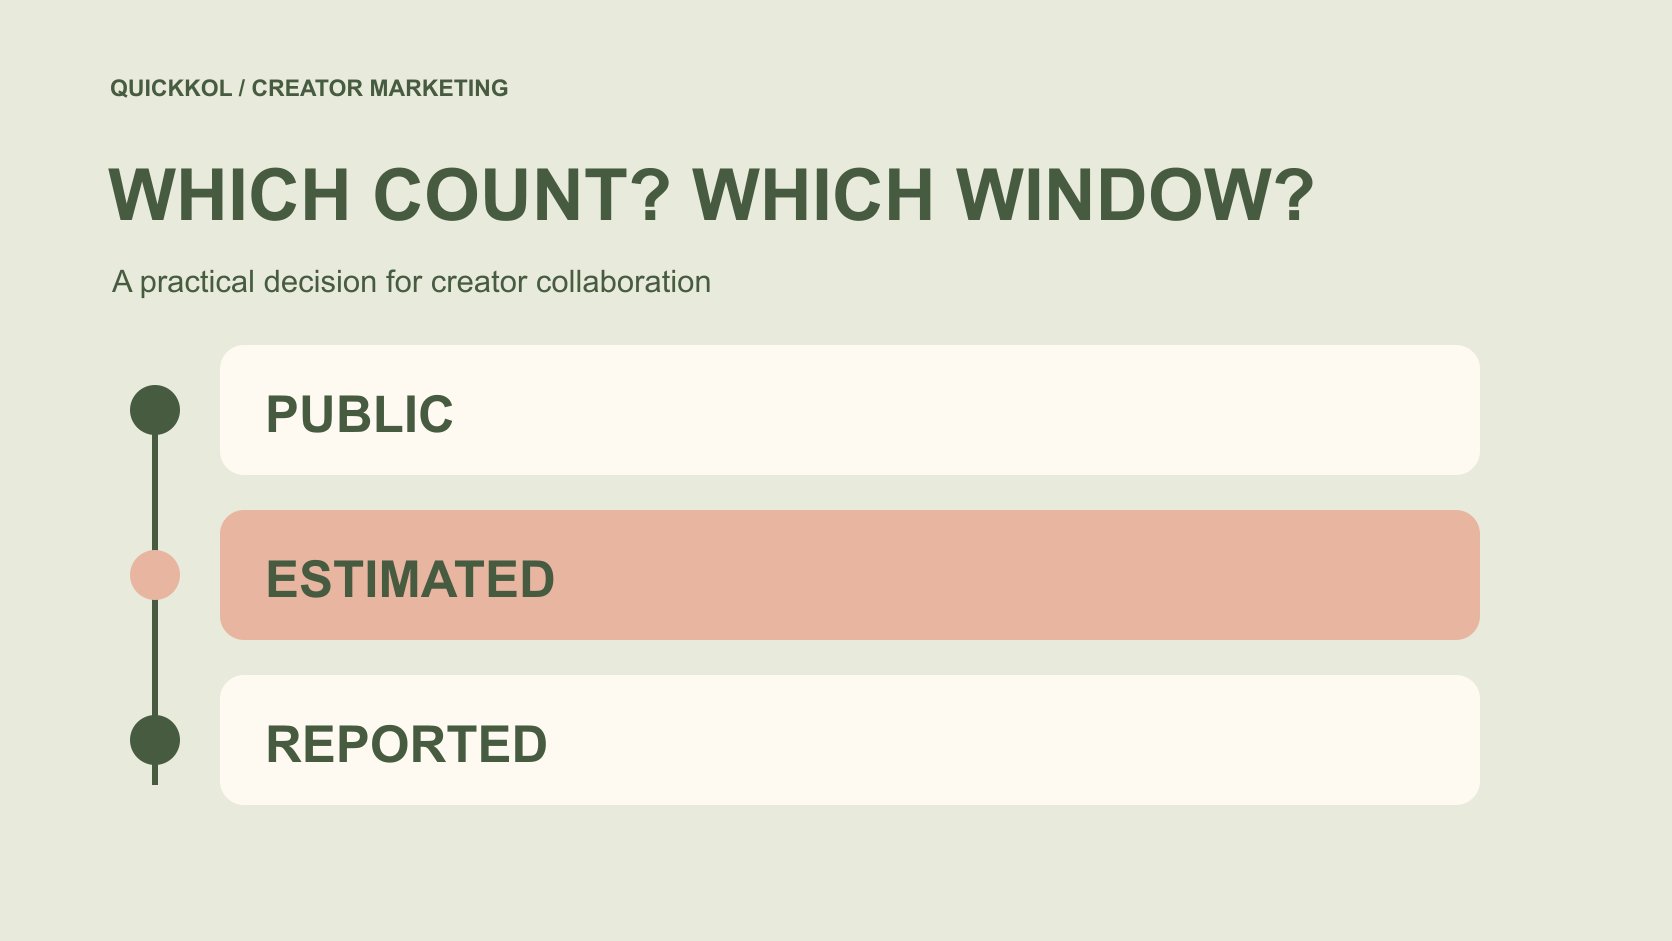 QUICKKOL / CREATOR MARKETING
WHICH COUNT? WHICH WINDOW?
A practical decision for creator collaboration
PUBLIC
ESTIMATED
REPORTED